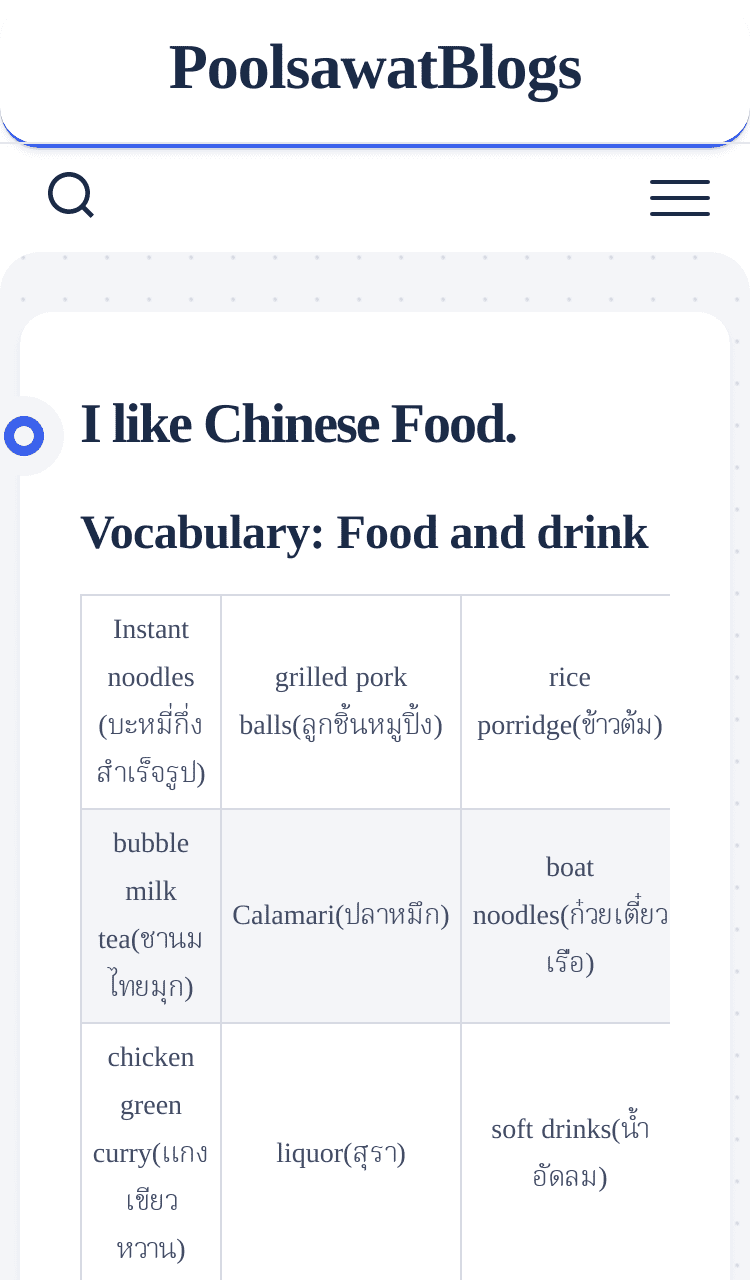 PoolsawatBlogs
I like Chinese Food.
Vocabulary: Food and drink
Instant
noodles
(บะหมี่กึ่ง
สำเร็จรูป)
grilled pork
balls(ลูกชิ้นหมูปิ้ง)
rice
porridge(ข้าวต้ม)
bubble
milk
tea(ชานม
ไทยมุก)
Calamari(ปลาหมึก)
boat
noodles(ก๋วยเตี๋ยว
เรือ)
chicken
green
curry(แกง
เขียว
หวาน)
liquor(สุรา)
soft drinks(น้ำ
อัดลม)